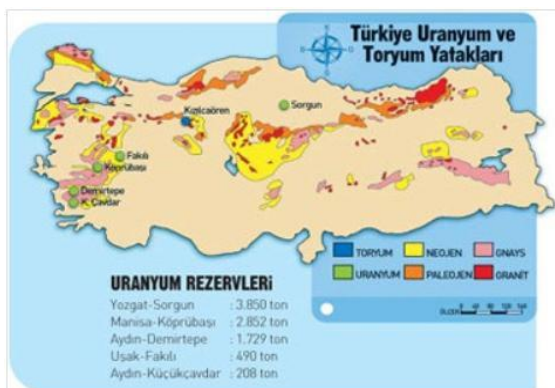 Türkiye Uranyum ve
Toryum Yatakları
Kızılcaören
Sorgun
Fakılı
Köprübaşı
Demirtepe
K.Çavdar
TORYUM
NEOJEN
GNAYS
URANYUM
PALEOJEN
GRANİT
ÖLÇEK
URANYUM REZERVLERİ
Yozgat-Sorgun : 3.850 ton
Manisa-Köprübaşı : 2.852 ton
Aydın-Demirtepe : 1.729 ton
Uşak-Fakılı : 490 ton
Aydın-Küçükçavdar : 208 ton